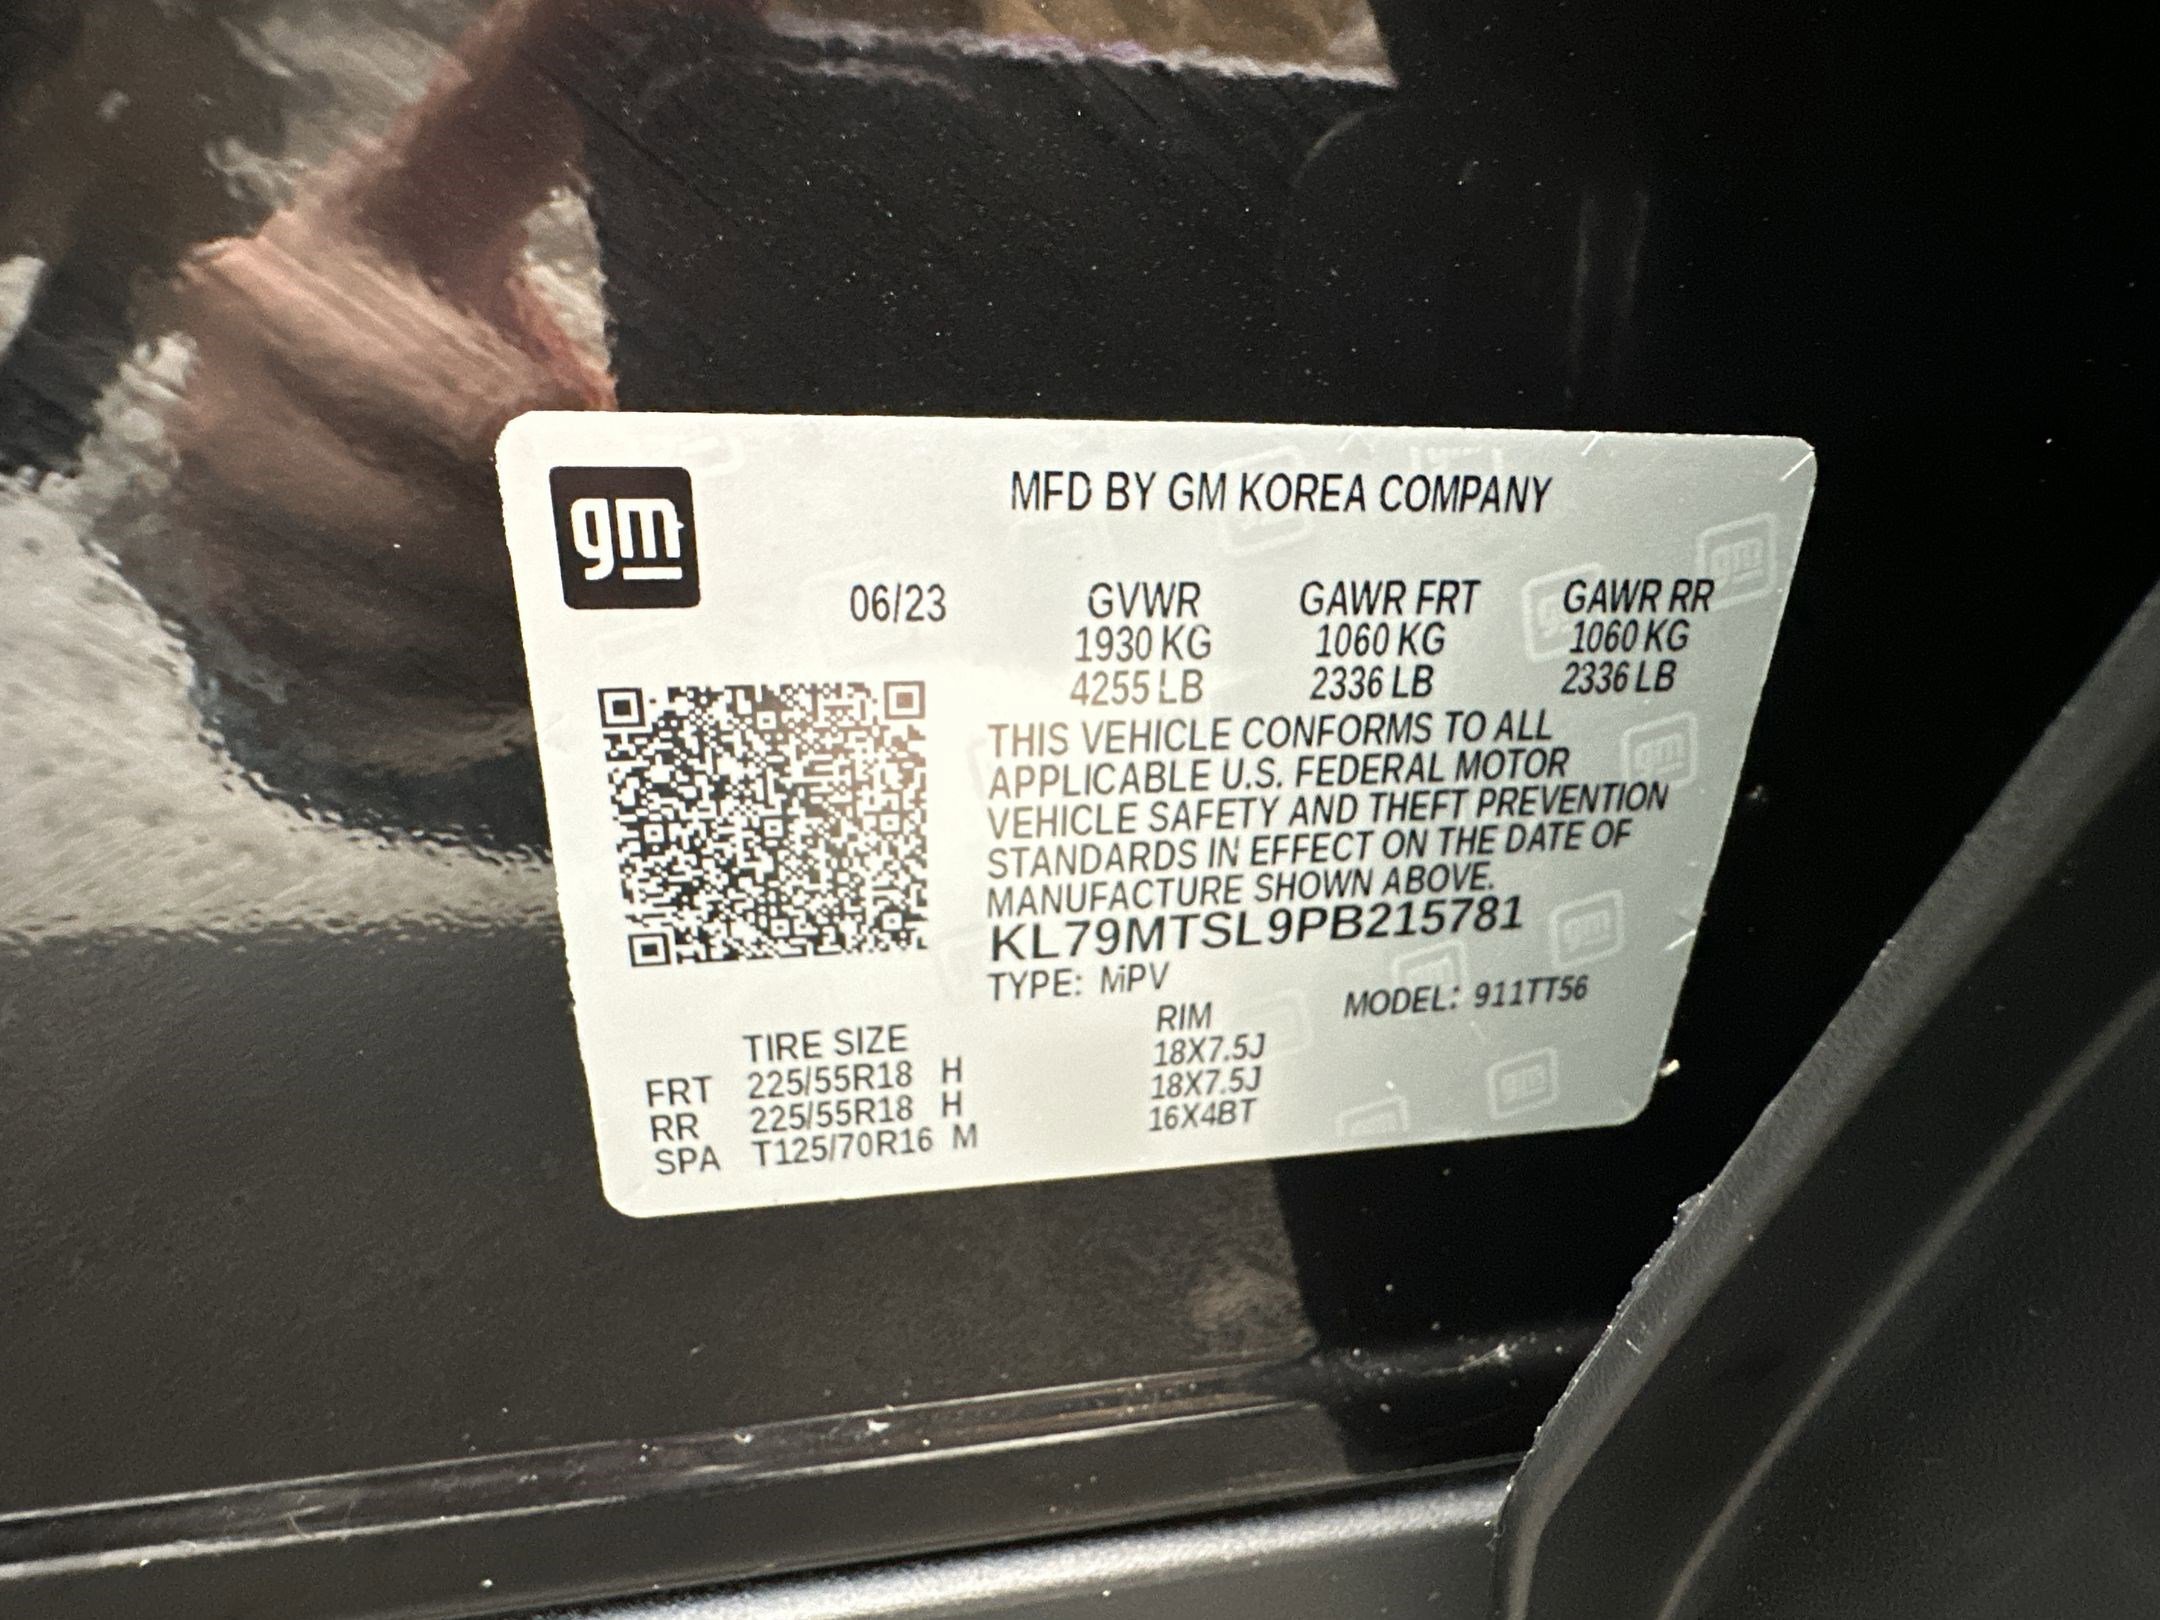 gm
MFD BY GM KOREA COMPANY
06/23 GVWR GAWR FRT GAWR RR
1930 KG 1060 KG 1060 KG
4255 LB 2336 LB 2336 LB
THIS VEHICLE CONFORMS TO ALL
APPLICABLE U.S. FEDERAL MOTOR
VEHICLE SAFETY AND THEFT PREVENTION
STANDARDS IN EFFECT ON THE DATE OF
MANUFACTURE SHOWN ABOVE.
KL79MTSL9PB215781
TYPE: MPV MODEL: 911TT56
TIRE SIZE RIM
FRT 225/55R18 H 18X7.5J
RR 225/55R18 H 18X7.5J
SPA T125/70R16 M 16X4BT